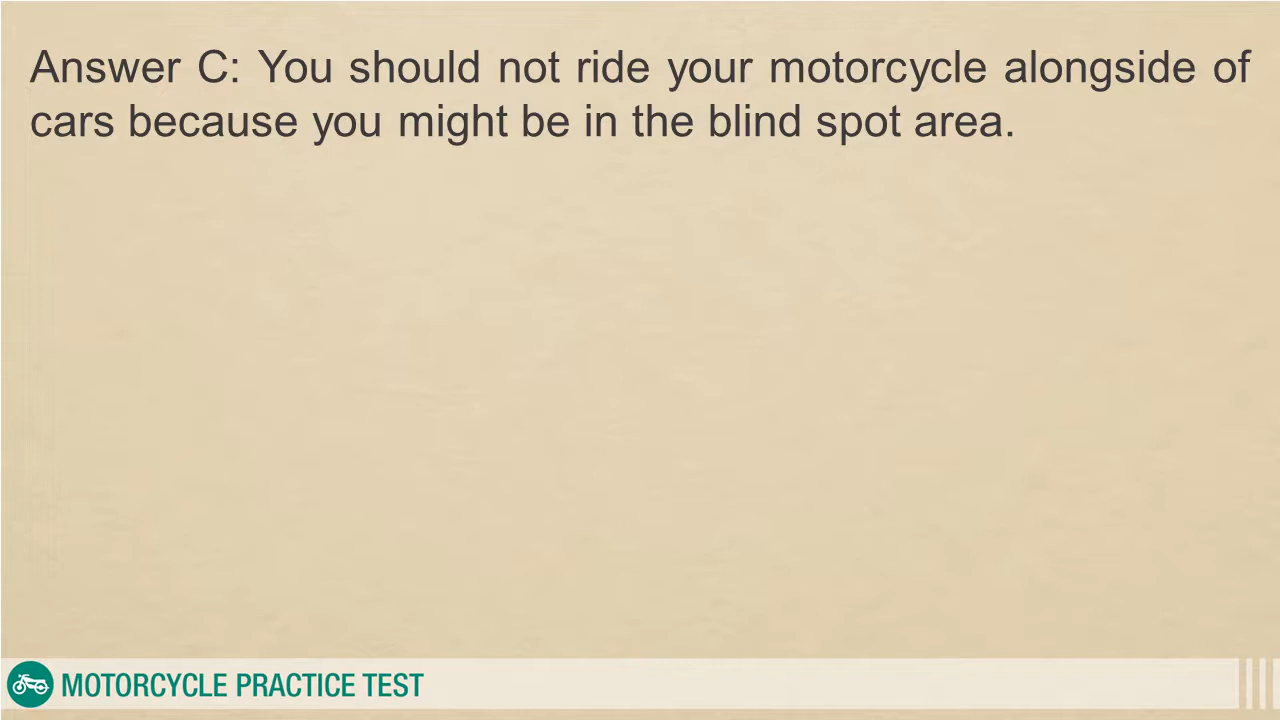 Answer C: You should not ride your motorcycle alongside of
cars because you might be in the blind spot area.
MOTORCYCLE PRACTICE TEST